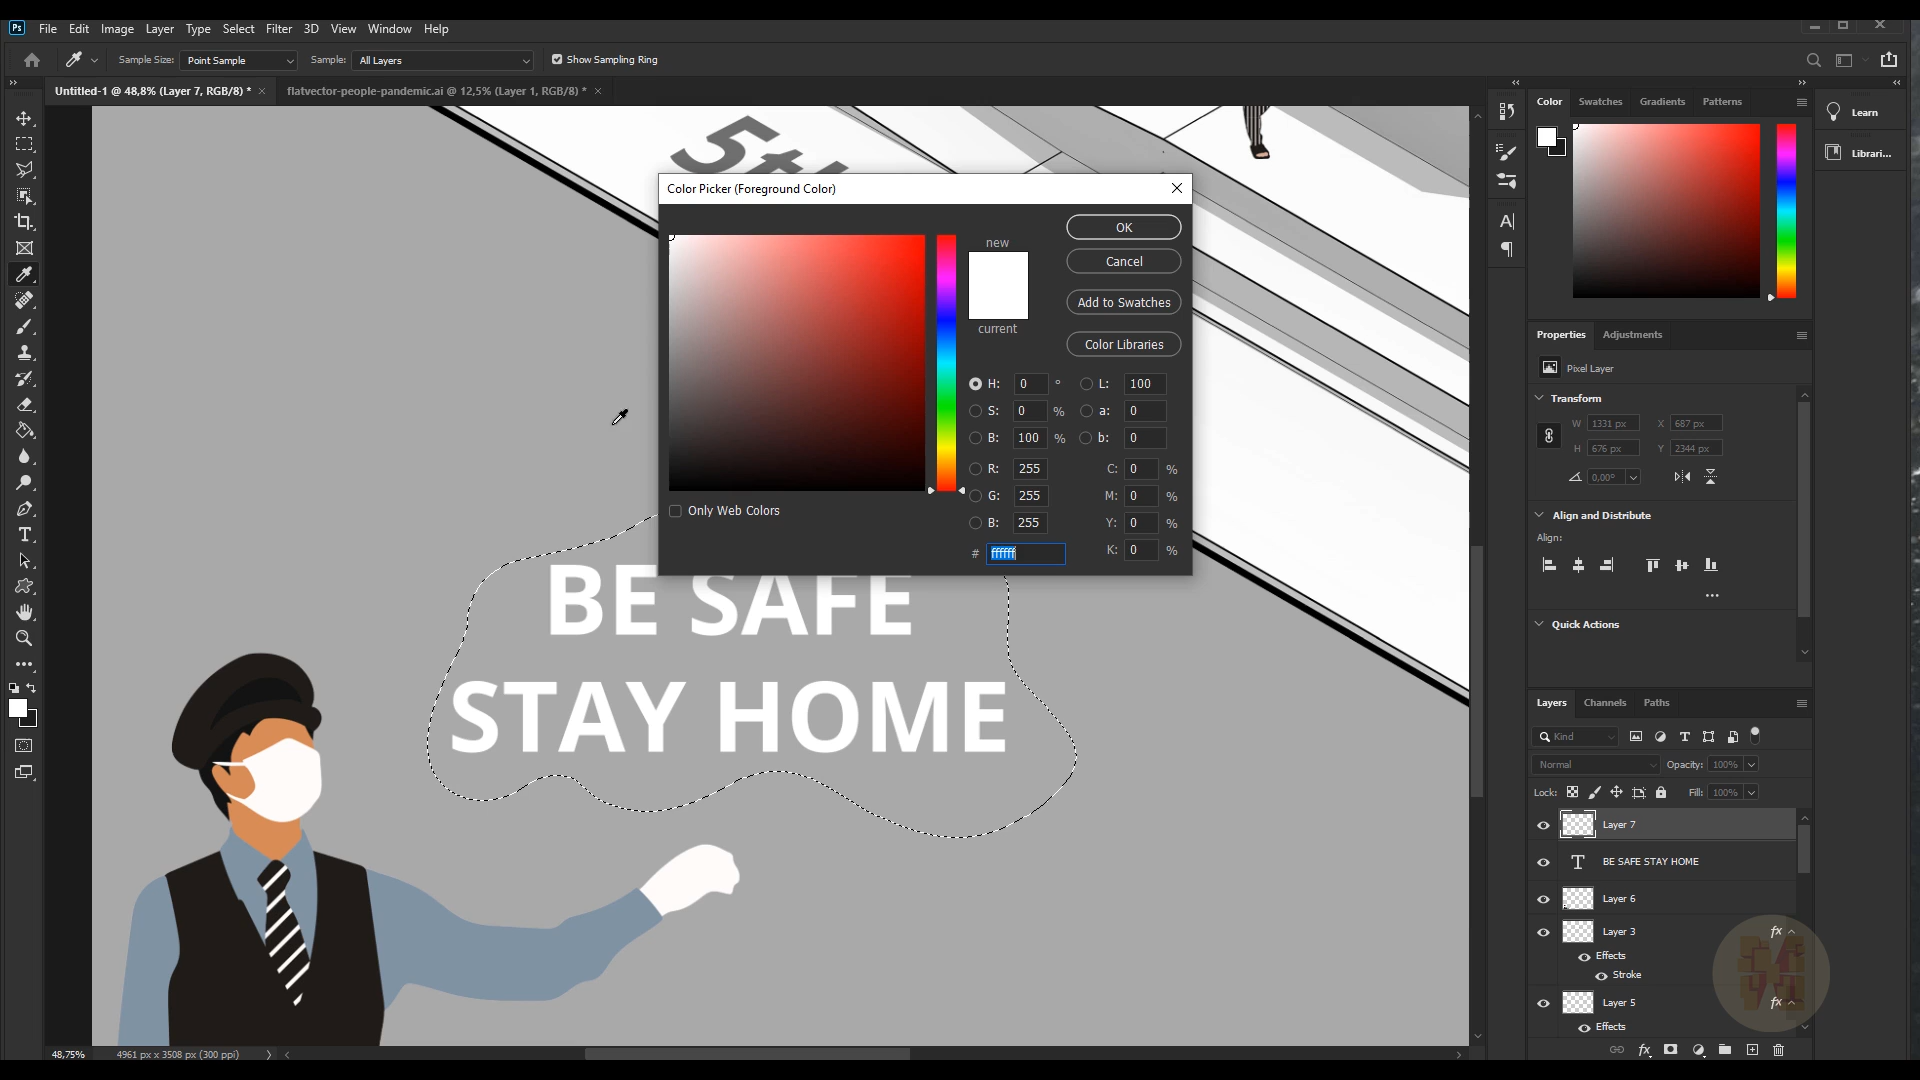 Ps File Edit Image Layer Type Select Filter 3D View Window Help
Sample Size: Point Sample Sample: All Layers Show Sampling Ring
Untitled-1 @ 48,8% (Layer 7, RGB/8) * flatvector-people-pandemic.ai @ 12,5% (Layer 1, RGB/8) *
Color Picker (Foreground Color)
OK
new
Cancel
Add to Swatches
current
Color Libraries
H: 0 ° L: 100
S: 0 % a: 0
B: 100 % b: 0
R: 255 C: 0 %
G: 255 M: 0 %
B: 255 Y: 0 %
# ffffff K: 0 %
Only Web Colors
BE SAFE
STAY HOME
Color Swatches Gradients Patterns
Learn
Librari...
Properties Adjustments
Pixel Layer
Transform
W 1331 px X 687 px
H 676 px Y 2344 px
0,00°
Align and Distribute
Align:
Quick Actions
Layers Channels Paths
Kind
Normal Opacity: 100%
Lock: Fill: 100%
Layer 7
T BE SAFE STAY HOME
Layer 6
Layer 3 fx
Effects
Stroke
Layer 5 fx
Effects
48,75% 4961 px x 3508 px (300 ppi)